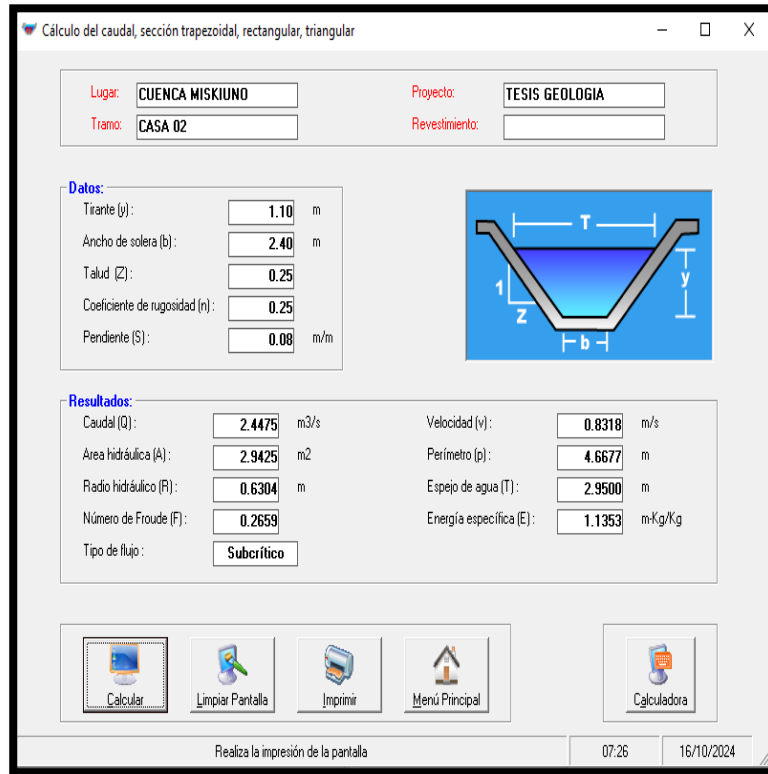 Cálculo del caudal, sección trapezoidal, rectangular, triangular
Lugar: CUENCA MISKIUNO Proyecto: TESIS GEOLOGIA
Tramo: CASA 02 Revestimiento:
Datos:
Tirante (y) : 1.10 m
Ancho de solera (b) : 2.40 m
Talud (Z) : 0.25
Coeficiente de rugosidad (n) : 0.25
Pendiente (S) : 0.08 m/m
T
1
Z
y
b
Resultados:
Caudal (Q) : 2.4475 m3/s Velocidad (v) : 0.8318 m/s
Area hidráulica (A) : 2.9425 m2 Perímetro (p) : 4.6677 m
Radio hidráulico (R) : 0.6304 m Espejo de agua (T) : 2.9500 m
Número de Froude (F) : 0.2659 Energía específica (E) : 1.1353 m-Kg/Kg
Tipo de flujo : Subcrítico
Calcular Limpiar Pantalla Imprimir Menú Principal Calculadora
Realiza la impresión de la pantalla 07:26 16/10/2024